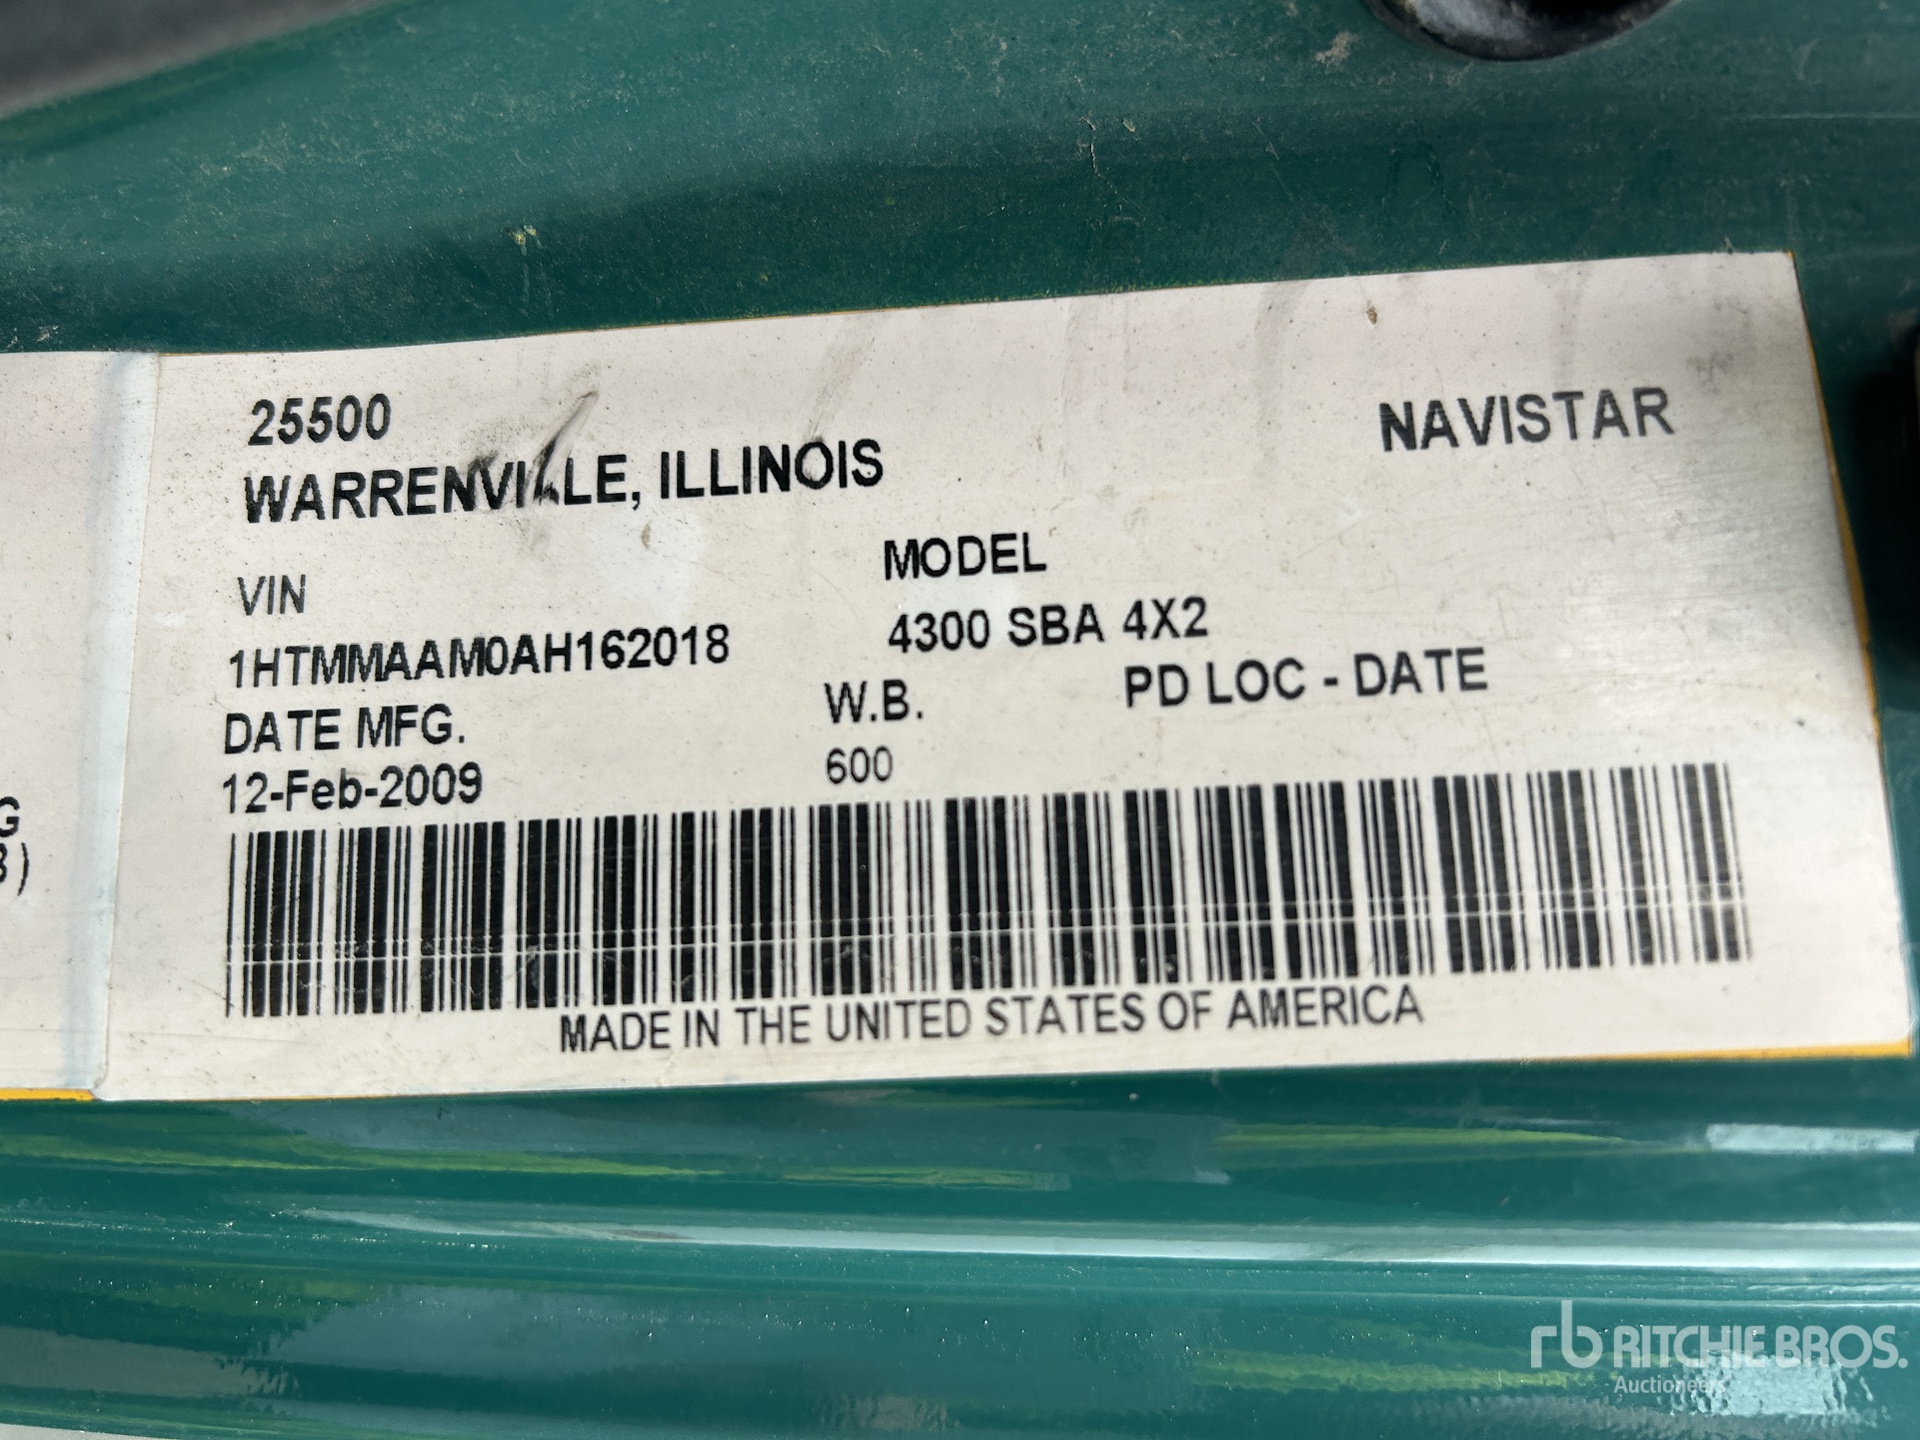 25500
NAVISTAR
WARRENVILLE, ILLINOIS
VIN
MODEL
1HTMMAAM0AH162018
4300 SBA 4X2
DATE MFG.
W.B.
PD LOC - DATE
12-Feb-2009
600
G
)
MADE IN THE UNITED STATES OF AMERICA
rb RITCHIE BROS.
Auctioneers